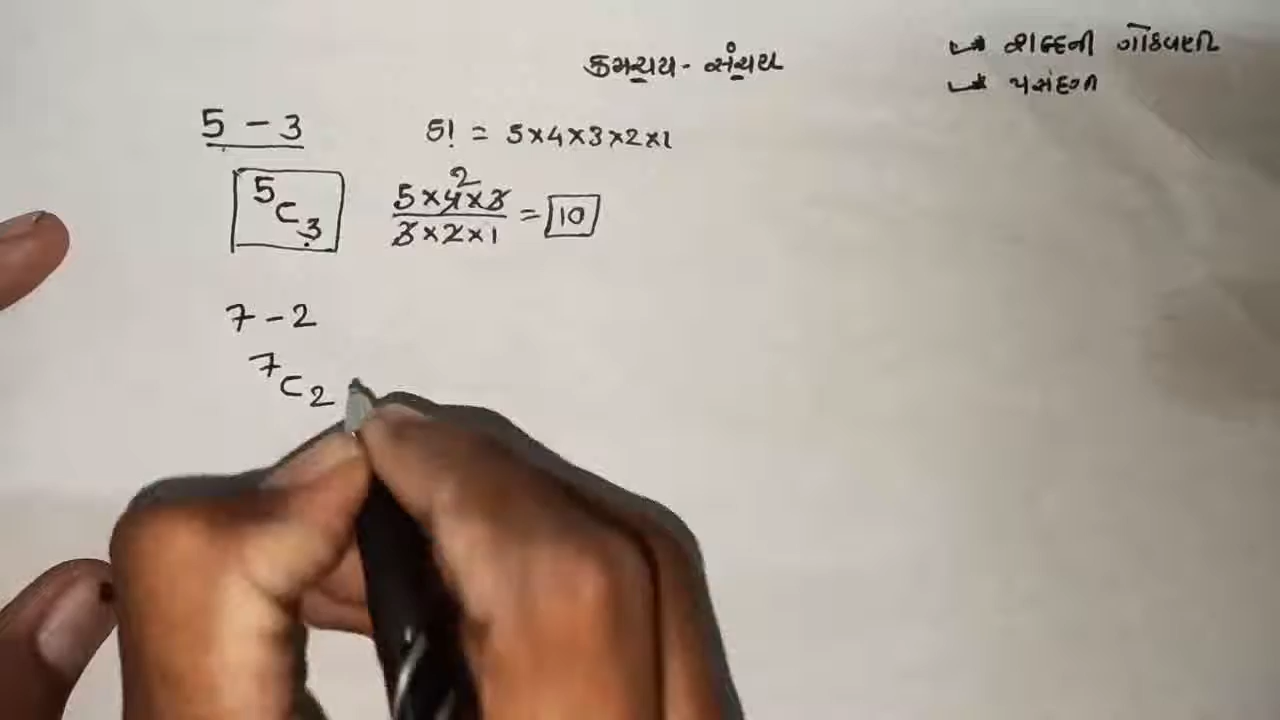 ક્રમચય - સંચય
→ શબ્દની ગોઠવણી
→ પસંદગી
5 - 3
5! = 5×4×3×2×1
⁵C₃
5×4×3 2
3×2×1
= 10
7 - 2
⁷C₂